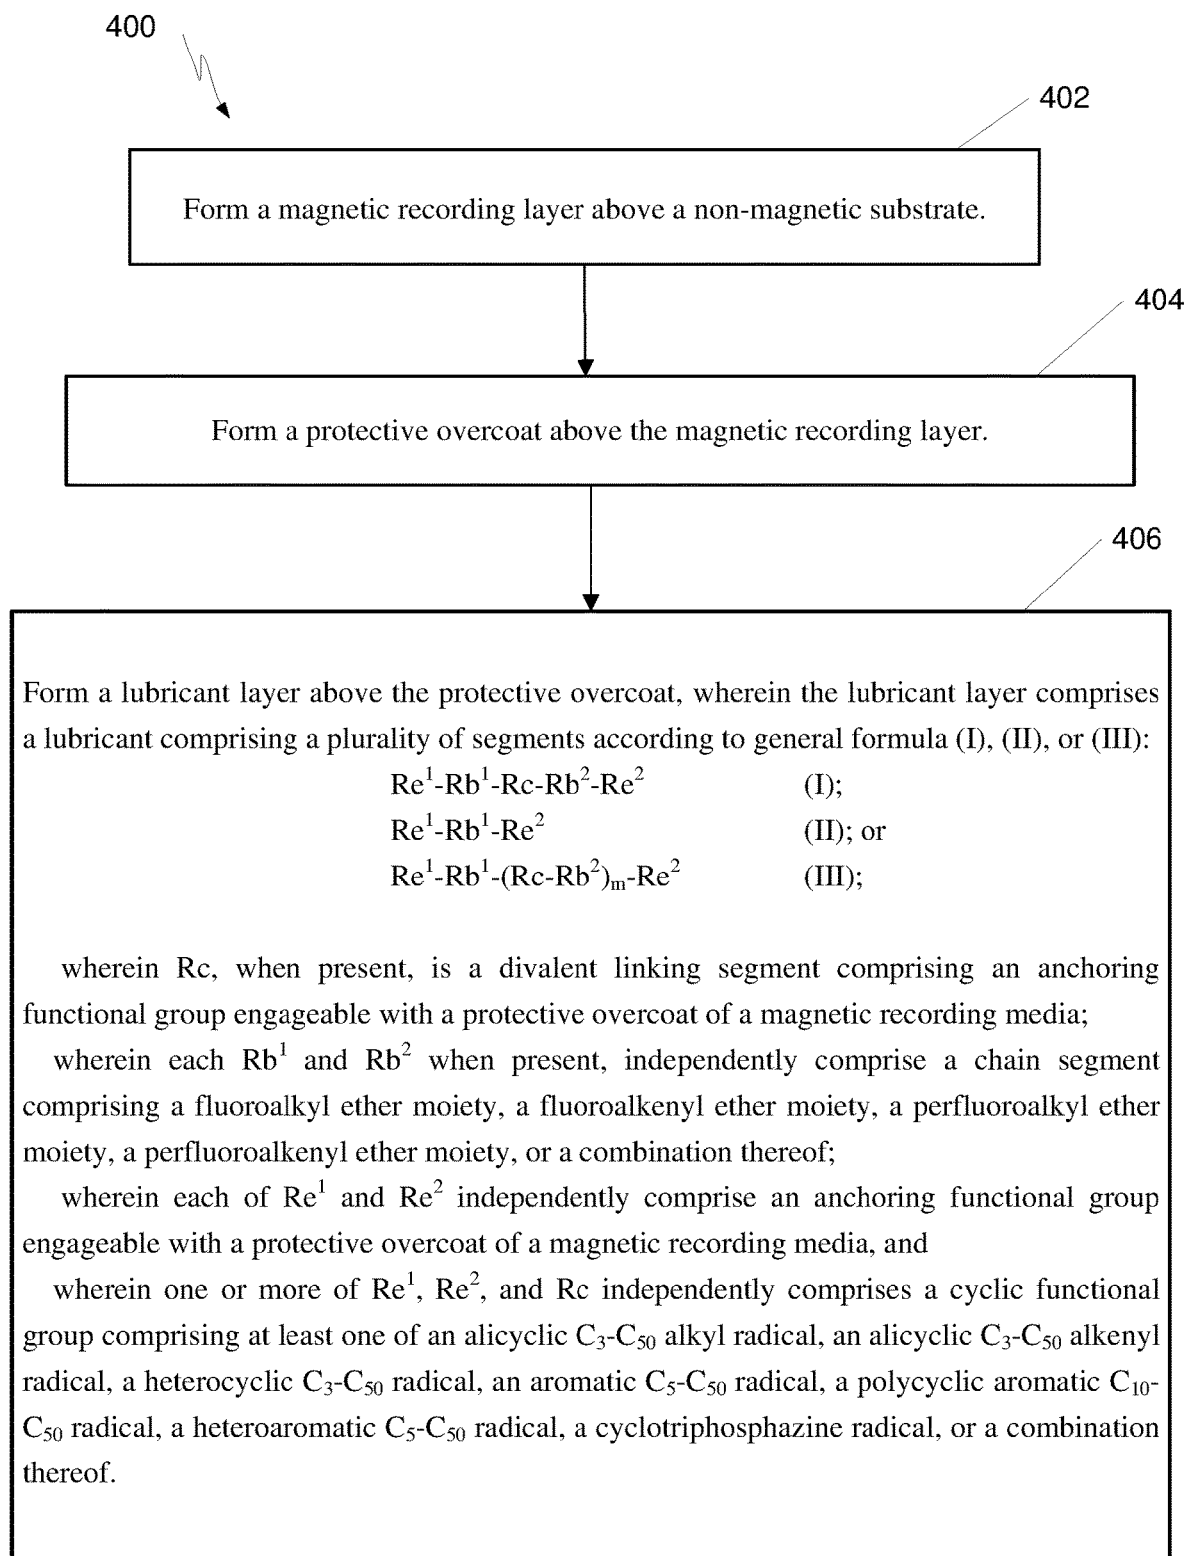 400
402
Form a magnetic recording layer above a non-magnetic substrate.
404
Form a protective overcoat above the magnetic recording layer.
406
Form a lubricant layer above the protective overcoat, wherein the lubricant layer comprises
a lubricant comprising a plurality of segments according to general formula (I), (II), or (III):
Re¹-Rb¹-Rc-Rb²-Re² (I);
Re¹-Rb¹-Re² (II); or
Re¹-Rb¹-(Rc-Rb²)ₘ-Re² (III);
wherein Rc, when present, is a divalent linking segment comprising an anchoring
functional group engageable with a protective overcoat of a magnetic recording media;
wherein each Rb¹ and Rb² when present, independently comprise a chain segment
comprising a fluoroalkyl ether moiety, a fluoroalkenyl ether moiety, a perfluoroalkyl ether
moiety, a perfluoroalkenyl ether moiety, or a combination thereof;
wherein each of Re¹ and Re² independently comprise an anchoring functional group
engageable with a protective overcoat of a magnetic recording media, and
wherein one or more of Re¹, Re², and Rc independently comprises a cyclic functional
group comprising at least one of an alicyclic C₃-C₅₀ alkyl radical, an alicyclic C₃-C₅₀ alkenyl
radical, a heterocyclic C₃-C₅₀ radical, an aromatic C₅-C₅₀ radical, a polycyclic aromatic C₁₀-
C₅₀ radical, a heteroaromatic C₅-C₅₀ radical, a cyclotriphosphazine radical, or a combination
thereof.